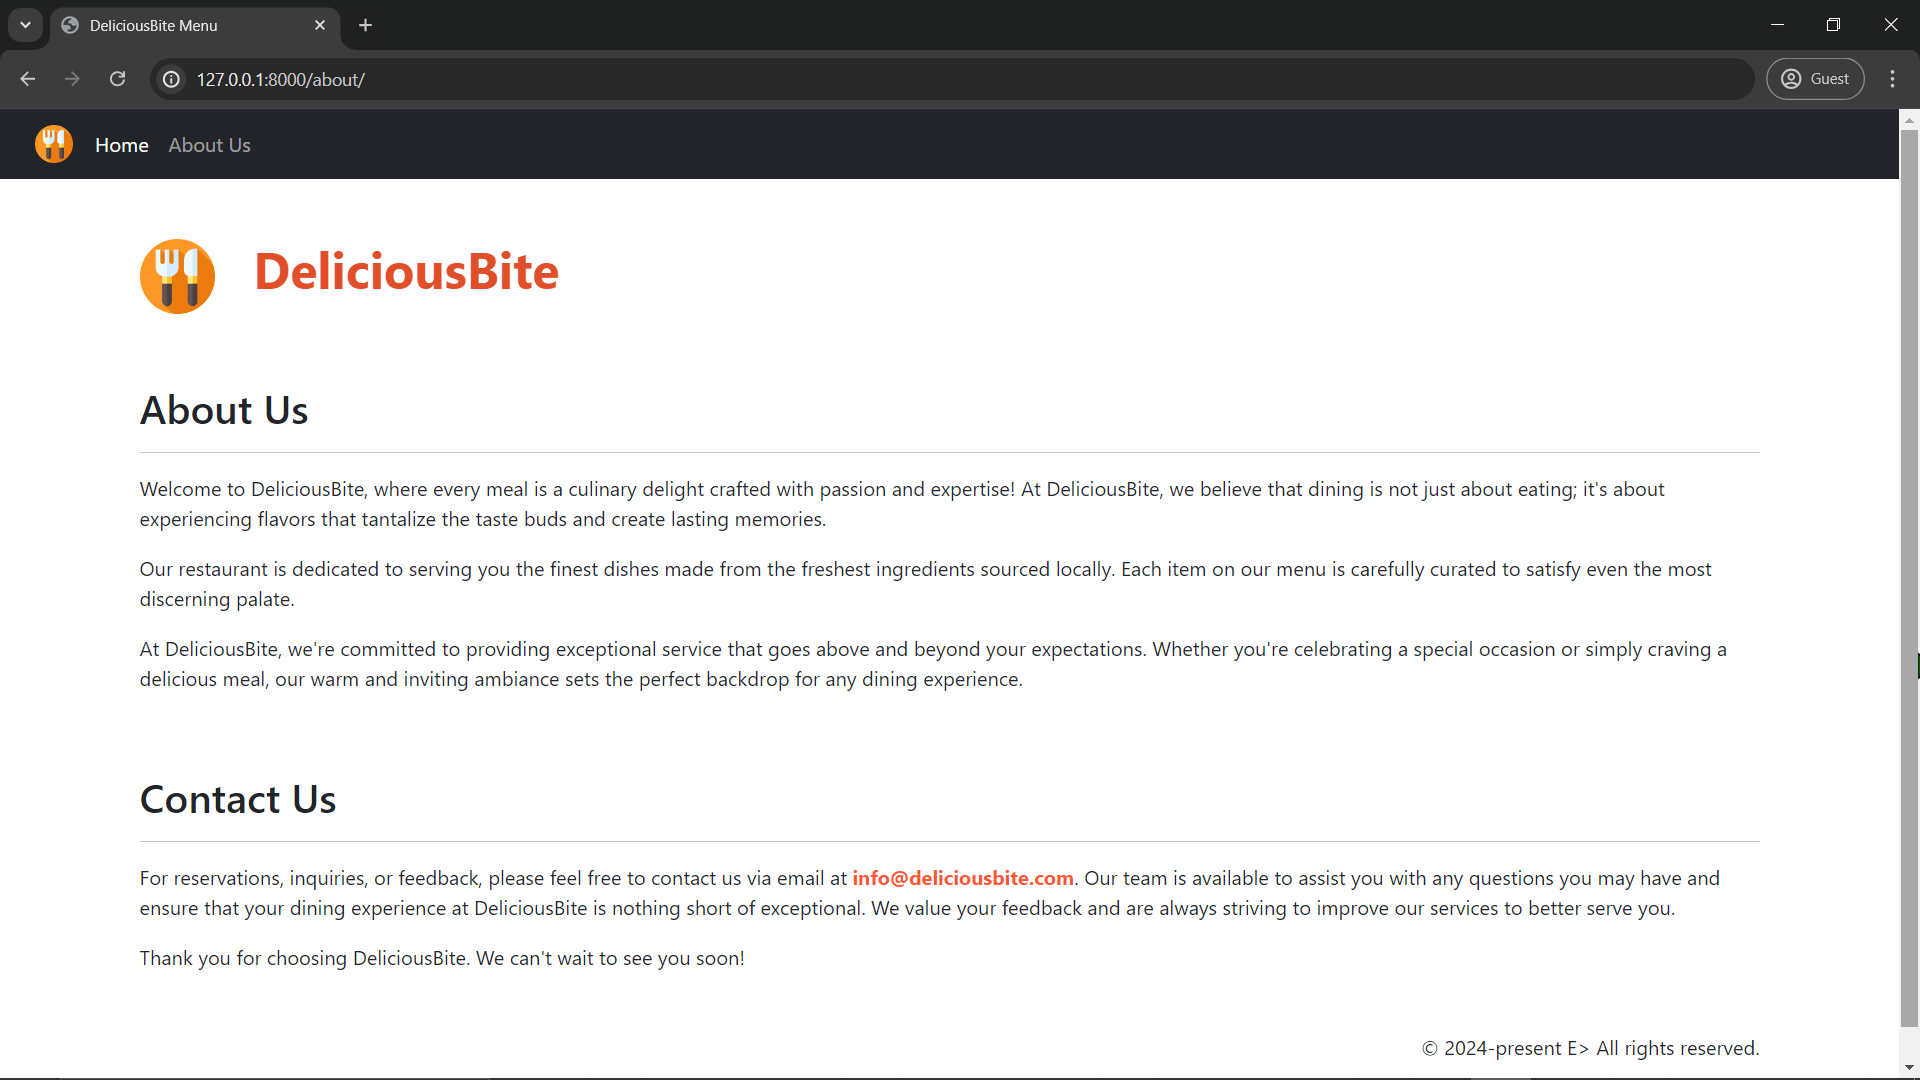 DeliciousBite Menu
127.0.0.1:8000/about/
Guest
Home About Us
DeliciousBite
About Us
Welcome to DeliciousBite, where every meal is a culinary delight crafted with passion and expertise! At DeliciousBite, we believe that dining is not just about eating; it's about
experiencing flavors that tantalize the taste buds and create lasting memories.
Our restaurant is dedicated to serving you the finest dishes made from the freshest ingredients sourced locally. Each item on our menu is carefully curated to satisfy even the most
discerning palate.
At DeliciousBite, we're committed to providing exceptional service that goes above and beyond your expectations. Whether you're celebrating a special occasion or simply craving a
delicious meal, our warm and inviting ambiance sets the perfect backdrop for any dining experience.
Contact Us
For reservations, inquiries, or feedback, please feel free to contact us via email at info@deliciousbite.com. Our team is available to assist you with any questions you may have and
ensure that your dining experience at DeliciousBite is nothing short of exceptional. We value your feedback and are always striving to improve our services to better serve you.
Thank you for choosing DeliciousBite. We can't wait to see you soon!
© 2024-present E> All rights reserved.